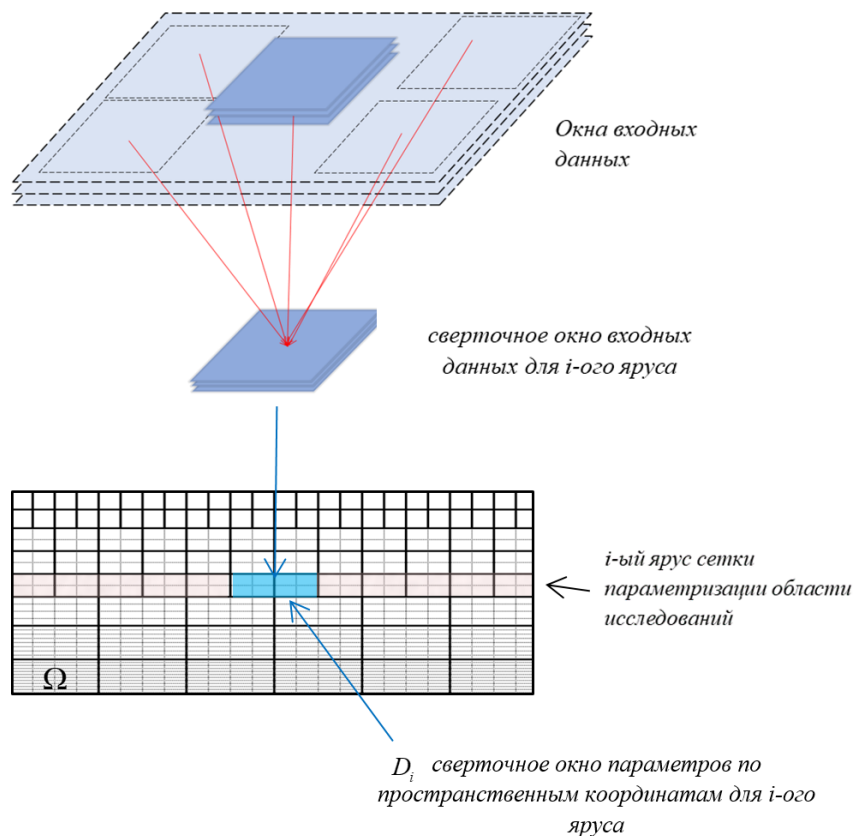 Окна входных
данных
сверточное окно входных
данных для i-ого яруса
i-ый ярус сетки
параметризации области
исследований
Ω
D_i сверточное окно параметров по
пространственным координатам для i-ого
яруса